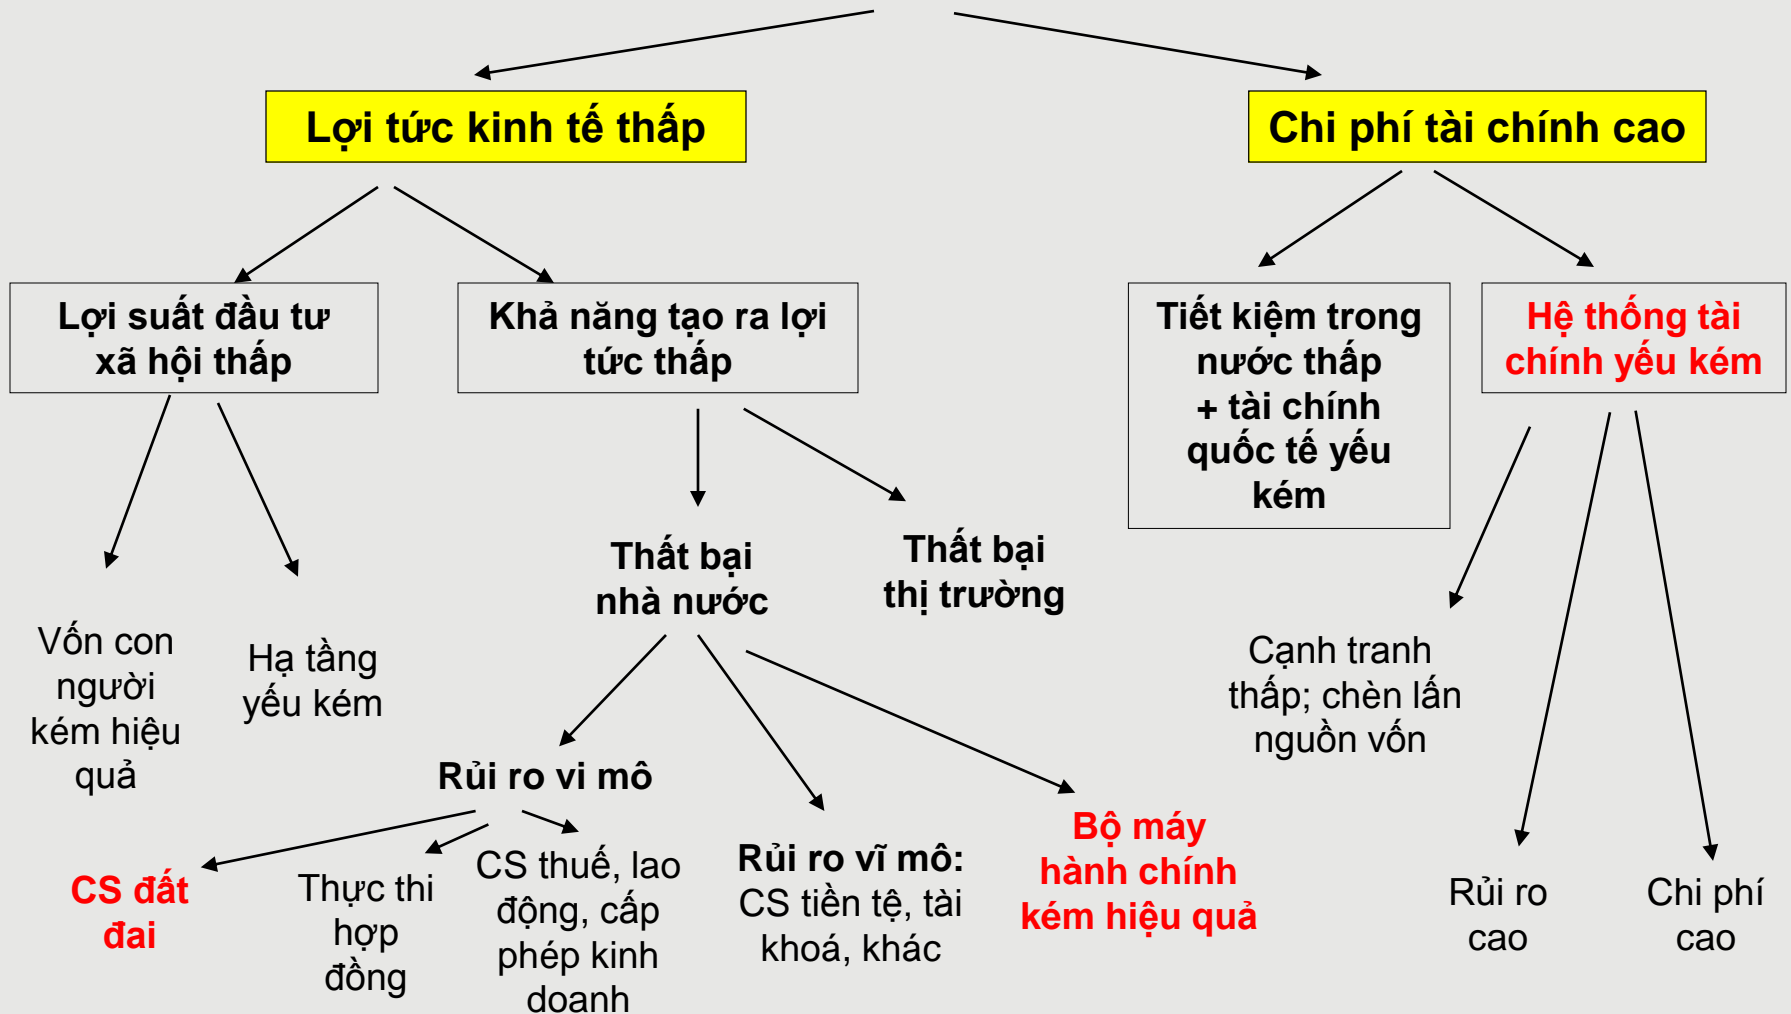 Lợi tức kinh tế thấp
Chi phí tài chính cao
Lợi suất đầu tư
xã hội thấp
Khả năng tạo ra lợi
tức thấp
Tiết kiệm trong
nước thấp
+ tài chính
quốc tế yếu
kém
Hệ thống tài
chính yếu kém
Thất bại
nhà nước
Thất bại
thị trường
Vốn con
người
kém hiệu
quả
Hạ tầng
yếu kém
Cạnh tranh
thấp; chèn lấn
nguồn vốn
Rủi ro vi mô
CS đất
đai
Thực thi
hợp
đồng
CS thuế, lao
động, cấp
phép kinh
doanh
Rủi ro vĩ mô:
CS tiền tệ, tài
khoá, khác
Bộ máy
hành chính
kém hiệu quả
Rủi ro
cao
Chi phí
cao